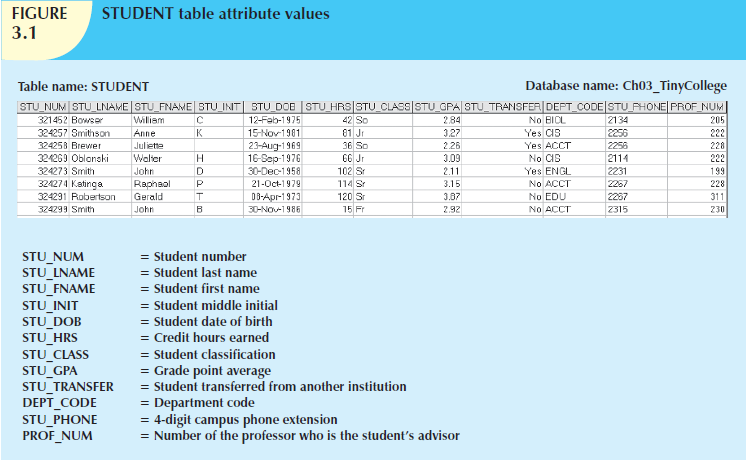 FIGURE
3.1
STUDENT table attribute values
Table name: STUDENT
Database name: Ch03_TinyCollege
STU_NUM STU_LNAME STU_FNAME STU_INIT STU_DOB STU_HRS STU_CLASS STU_GPA STU_TRANSFER DEPT_CODE STU_PHONE PROF_NUM
321452 Bowser William C 12-Feb-1975 42 So 2.84 No BIOL 2134 205
324257 Smithson Anne K 15-Nov-1981 81 Jr 3.27 Yes CIS 2256 222
324258 Brewer Juliette 23-Aug-1969 36 So 2.26 Yes ACCT 2256 228
324269 Oblonski Walter H 16-Sep-1976 66 Jr 3.09 No CIS 2114 222
324273 Smith John D 30-Dec-1958 102 Sr 2.11 Yes ENGL 2231 199
324274 Katinga Raphael P 21-Oct-1979 114 Sr 3.15 No ACCT 2267 228
324291 Robertson Gerald T 08-Apr-1973 120 Sr 3.87 No EDU 2267 311
324299 Smith John B 30-Nov-1986 15 Fr 2.92 No ACCT 2315 230
STU_NUM = Student number
STU_LNAME = Student last name
STU_FNAME = Student first name
STU_INIT = Student middle initial
STU_DOB = Student date of birth
STU_HRS = Credit hours earned
STU_CLASS = Student classification
STU_GPA = Grade point average
STU_TRANSFER = Student transferred from another institution
DEPT_CODE = Department code
STU_PHONE = 4-digit campus phone extension
PROF_NUM = Number of the professor who is the student's advisor